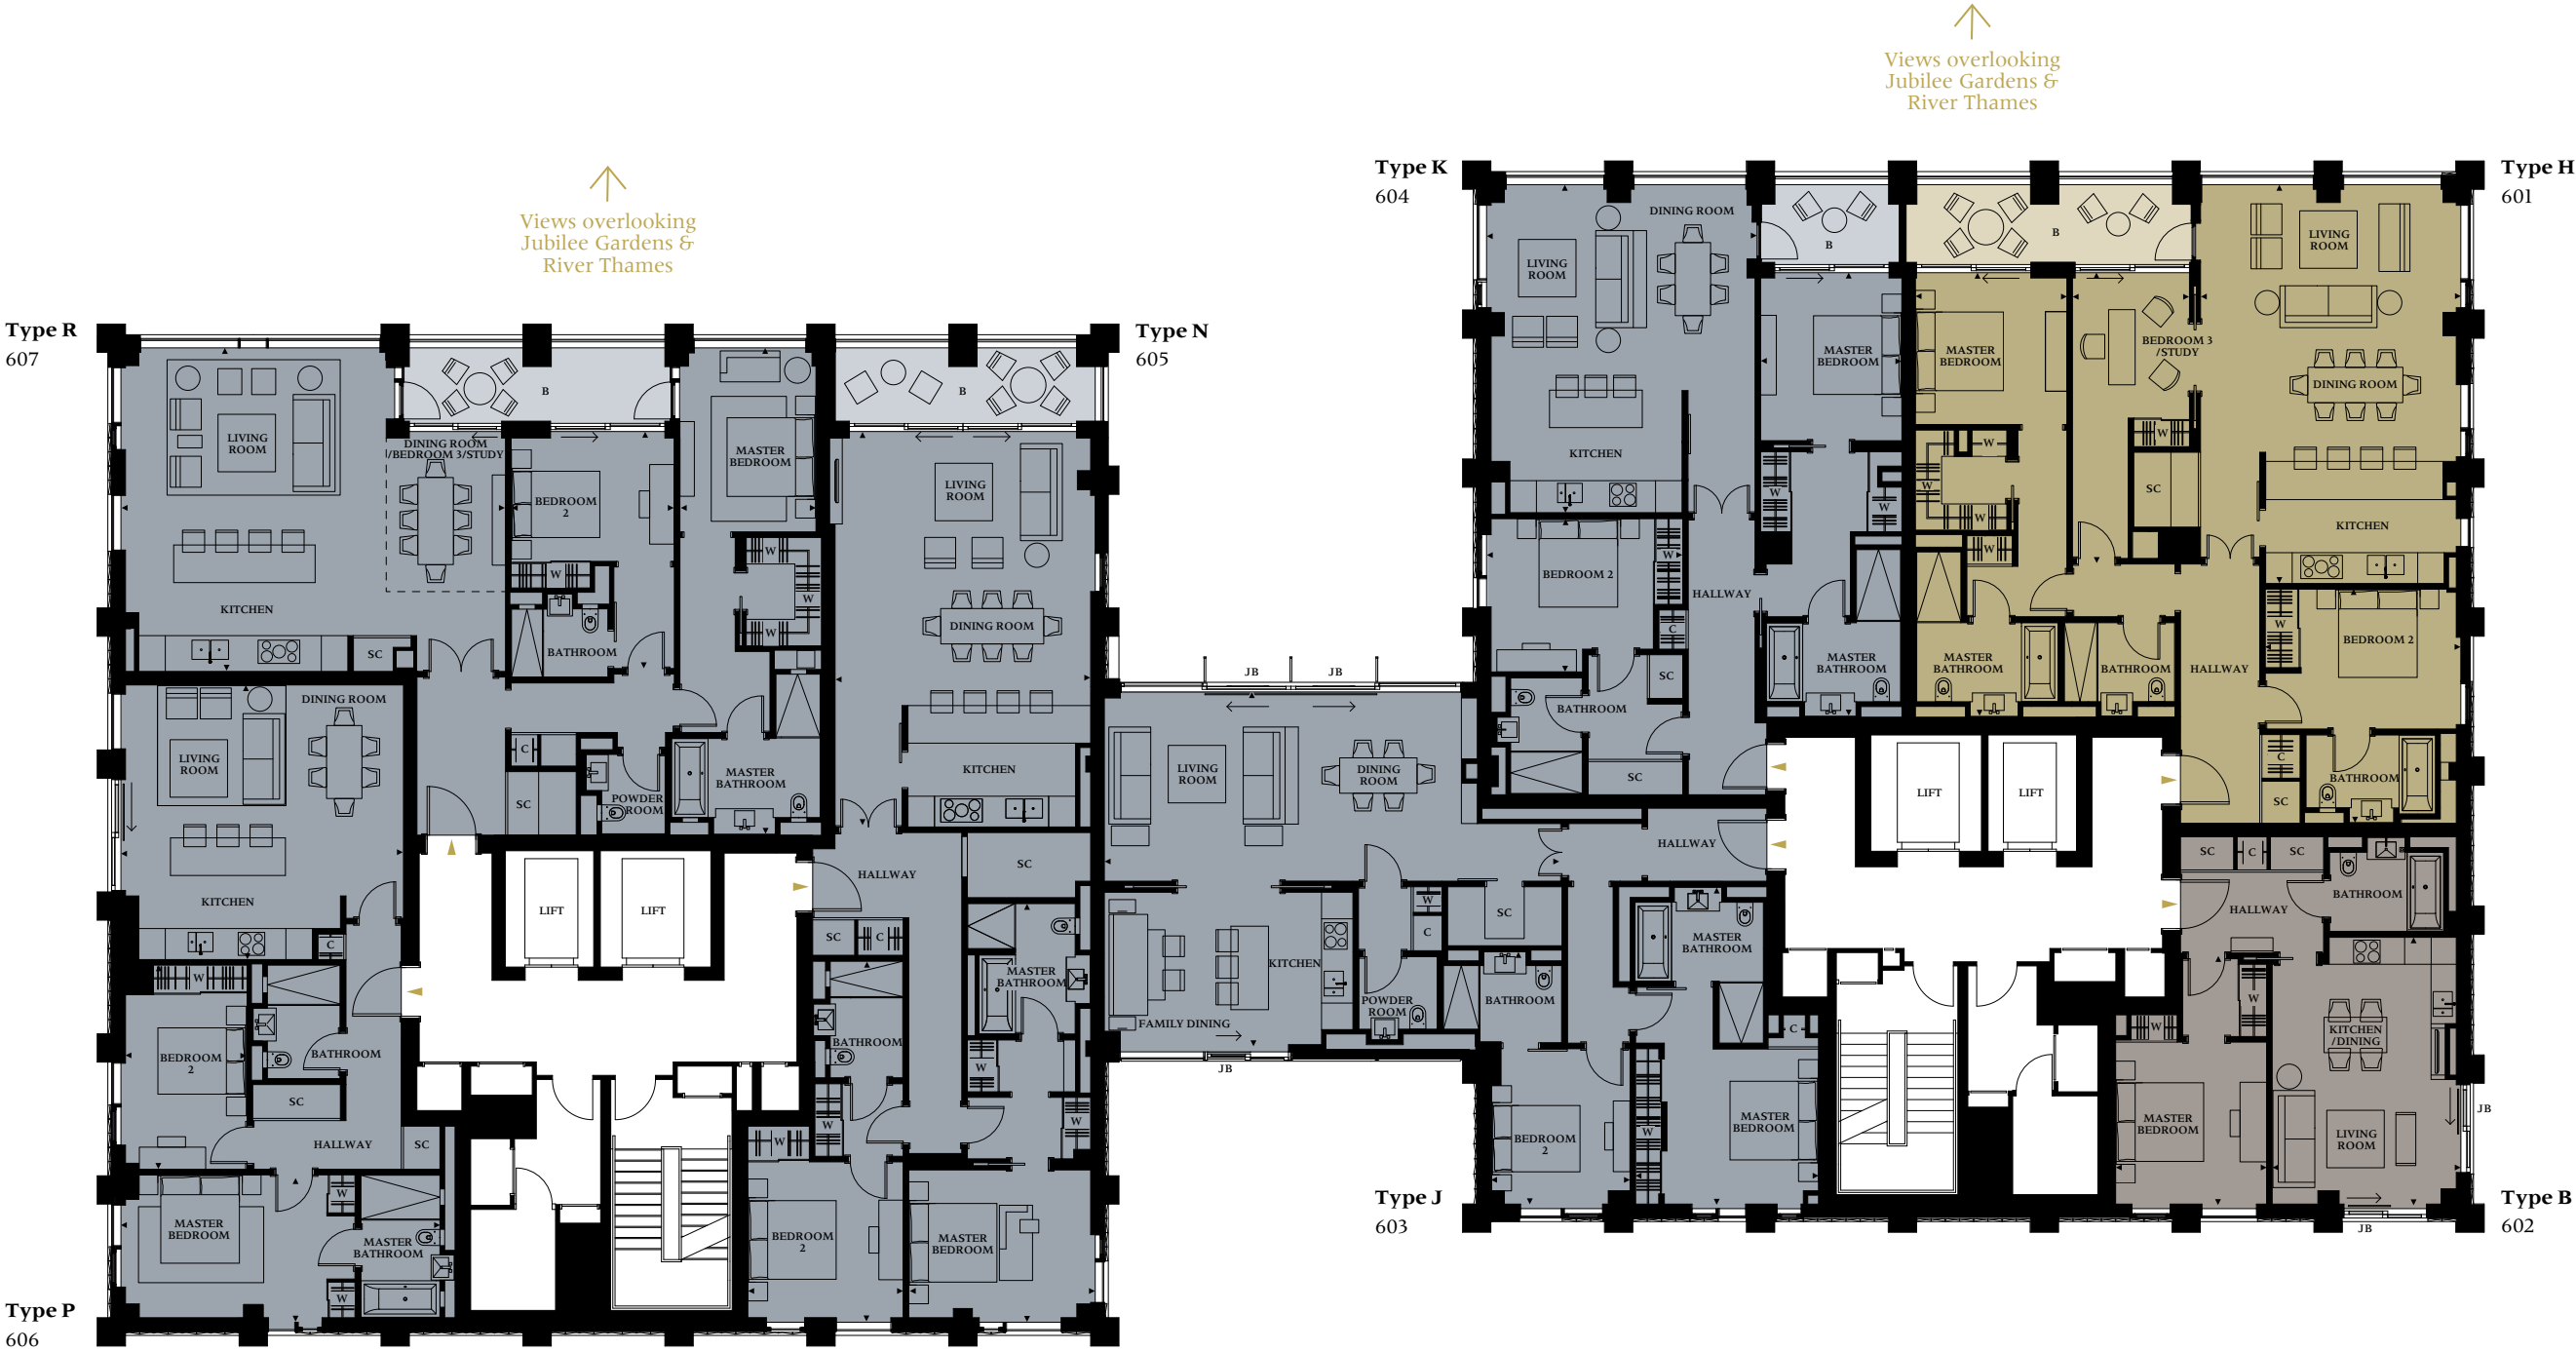 Views overlooking
Jubilee Gardens &
River Thames
Views overlooking
Jubilee Gardens &
River Thames
Type R
607
LIVING
ROOM
DINING ROOM
/BEDROOM 3/STUDY
B
BEDROOM
2
MASTER
BEDROOM
W
W
W
W
KITCHEN
SC
BATHROOM
C
SC
POWDER
ROOM
MASTER
BATHROOM
Type N
605
B
LIVING
ROOM
DINING ROOM
KITCHEN
HALLWAY
SC
SC
C
MASTER
BATHROOM
BATHROOM
W
W
W
W
BEDROOM
2
MASTER
BEDROOM
DINING ROOM
LIVING
ROOM
KITCHEN
C
W
BEDROOM
2
BATHROOM
SC
HALLWAY
SC
W
MASTER
BEDROOM
MASTER
BATHROOM
W
Type P
606
LIFT
LIFT
Type K
604
DINING ROOM
LIVING
ROOM
B
MASTER
BEDROOM
KITCHEN
W
W
BEDROOM 2
W
HALLWAY
C
SC
BATHROOM
MASTER
BATHROOM
SC
Type H
601
B
LIVING
ROOM
MASTER
BEDROOM
BEDROOM 3
/STUDY
DINING ROOM
W
W
W
W
W
SC
KITCHEN
W
BEDROOM 2
MASTER
BATHROOM
BATHROOM
HALLWAY
C
BATHROOM
SC
LIFT
LIFT
JB
JB
LIVING
ROOM
DINING
ROOM
HALLWAY
SC
W
C
KITCHEN
FAMILY DINING
POWDER
ROOM
BATHROOM
MASTER
BATHROOM
JB
C
W
BEDROOM
2
MASTER
BEDROOM
Type J
603
SC
C
SC
BATHROOM
HALLWAY
W
W
KITCHEN
/DINING
MASTER
BEDROOM
LIVING
ROOM
JB
JB
Type B
602